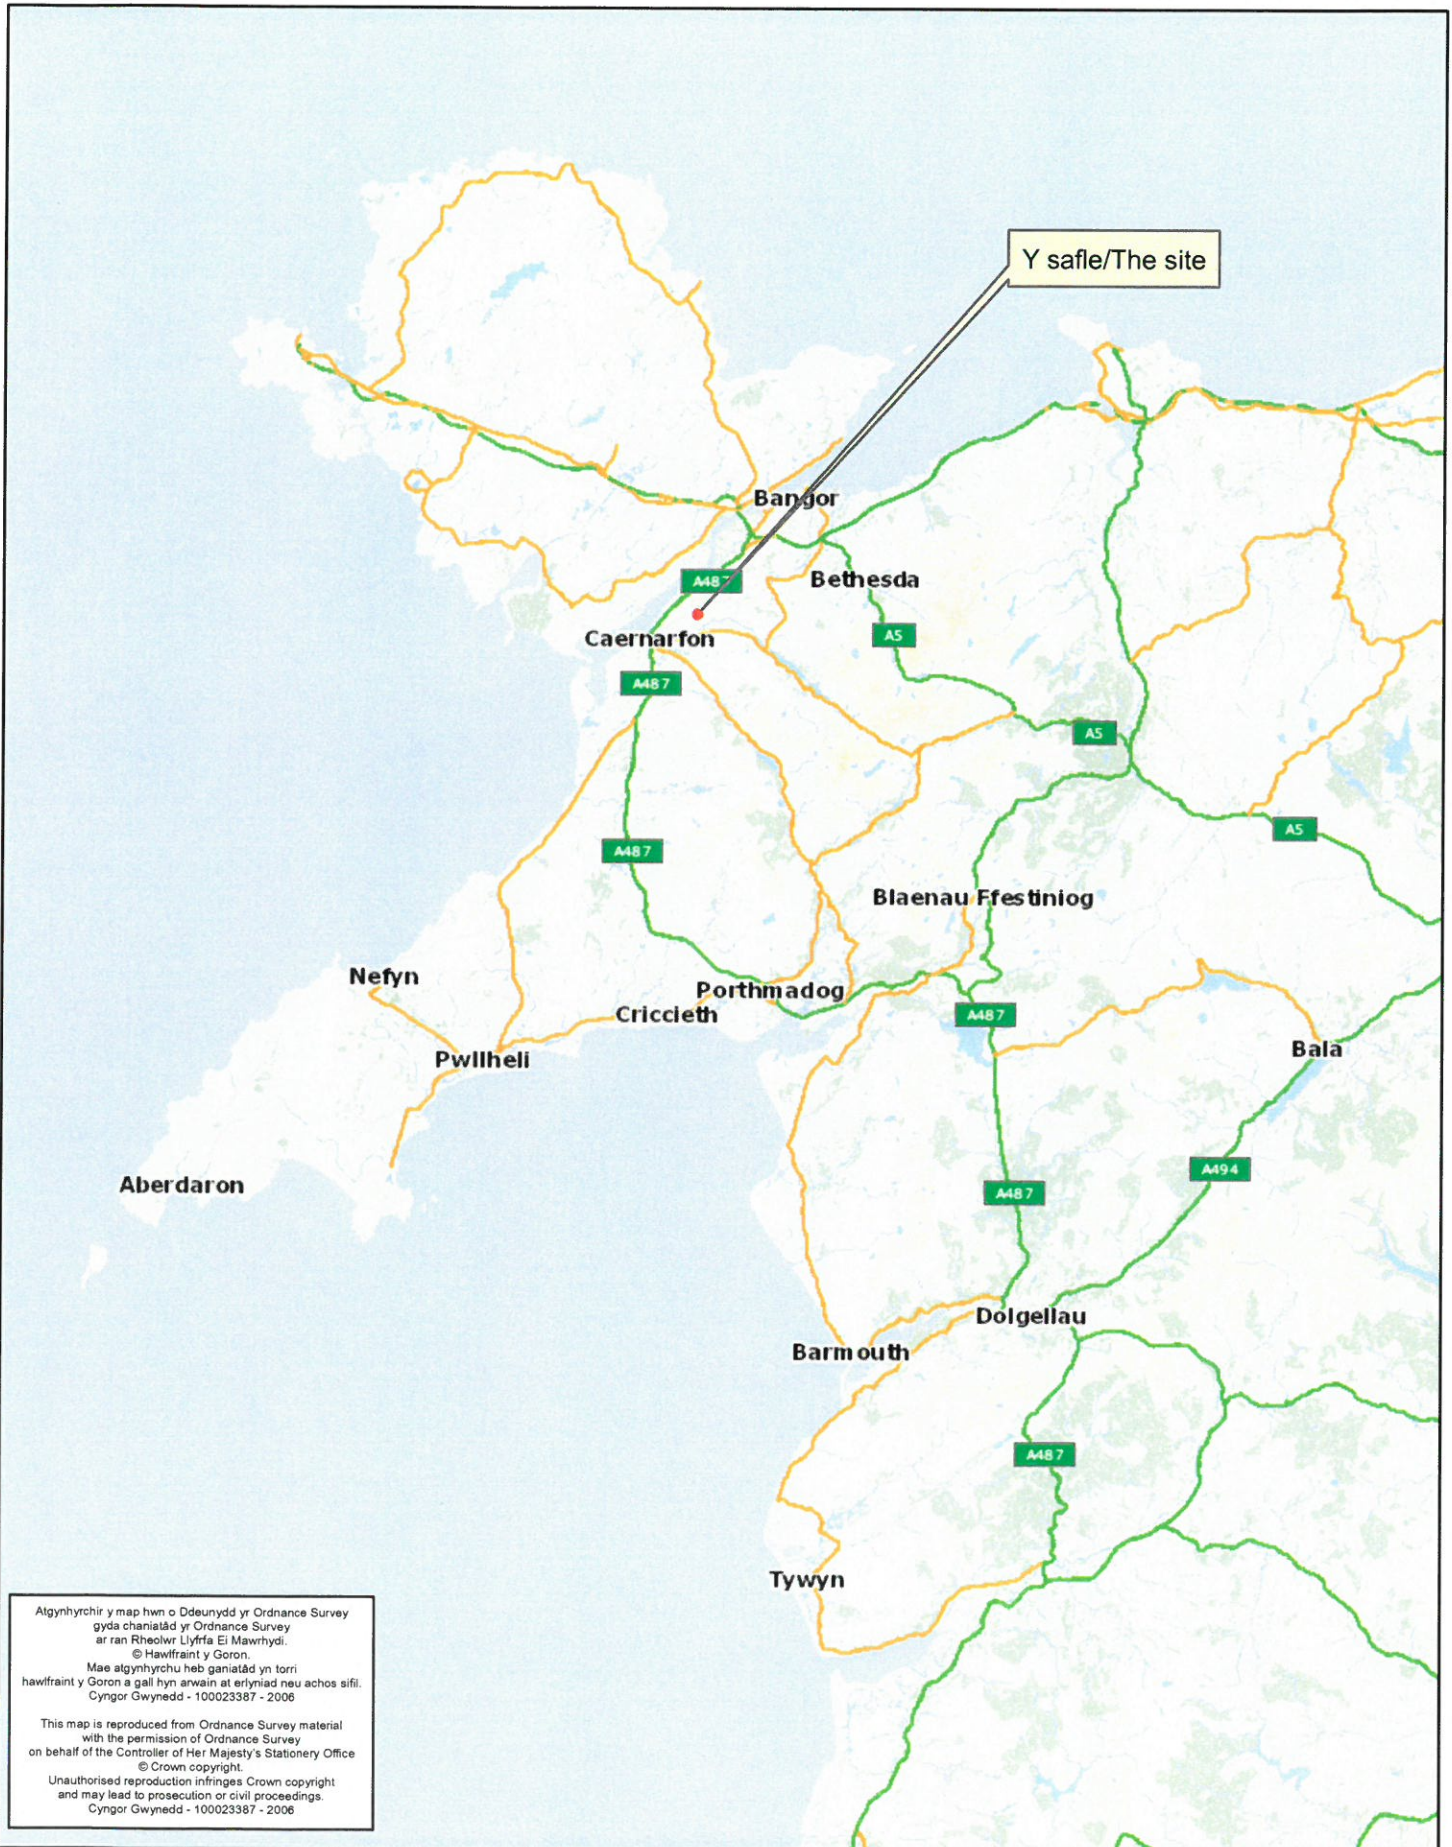 Y safle/The site
Bangor
A487
Bethesda
Caernarfon
A5
A487
A5
A487
A5
Blaenau Ffestiniog
Nefyn
Porthmadog
Criccieth
A487
Pwllheli
Bala
A494
Aberdaron
A487
Dolgellau
Barmouth
A487
Tywyn
Atgynhyrchir y map hwn o Ddeunydd yr Ordnance Survey
gyda chaniatâd yr Ordnance Survey
ar ran Rheolwr Llyfrfa Ei Mawrhydi.
© Hawlfraint y Goron.
Mae atgynhyrchu heb ganiatâd yn torri
hawlfraint y Goron a gall hyn arwain at erlyniad neu achos sifil.
Cyngor Gwynedd - 100023387 - 2006
This map is reproduced from Ordnance Survey material
with the permission of Ordnance Survey
on behalf of the Controller of Her Majesty's Stationery Office
© Crown copyright.
Unauthorised reproduction infringes Crown copyright
and may lead to prosecution or civil proceedings.
Cyngor Gwynedd - 100023387 - 2006